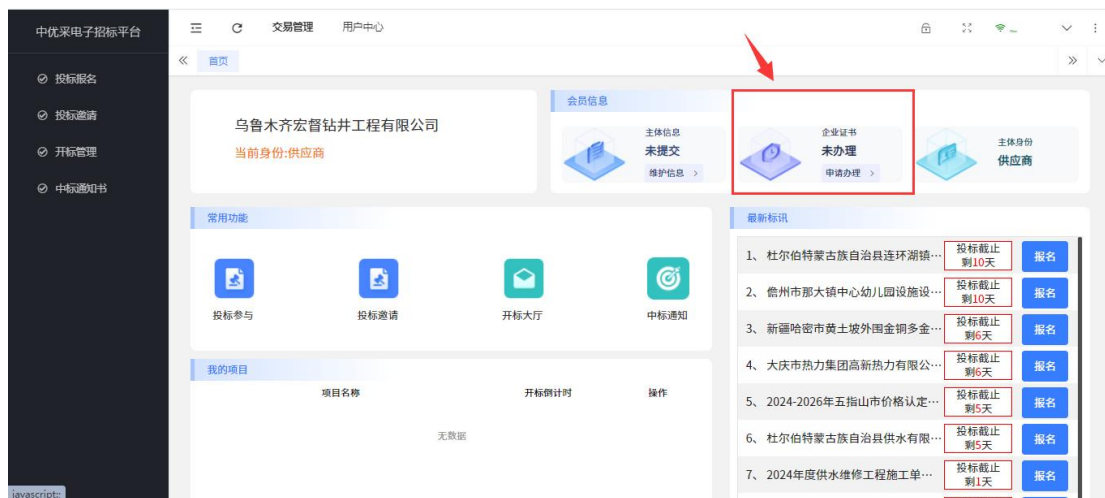 中优采电子招标平台
交易管理 用户中心
首页
投标报名
投标邀请
开标管理
中标通知书
乌鲁木齐宏督钻井工程有限公司
当前身份:供应商
会员信息
主体信息
未提交
维护信息 >
企业证书
未办理
申请办理 >
主体身份
供应商
常用功能
投标参与 投标邀请 开标大厅 中标通知
我的项目
项目名称 开标倒计时 操作
无数据
最新标讯
1、 杜尔伯特蒙古族自治县连环湖镇… 投标截止 剩10天 报名
2、 儋州市那大镇中心幼儿园设施设… 投标截止 剩10天 报名
3、 新疆哈密市黄土坡外围金铜多金… 投标截止 剩6天 报名
4、 大庆市热力集团高新热力有限公… 投标截止 剩6天 报名
5、 2024-2026年五指山市价格认定… 投标截止 剩5天 报名
6、 杜尔伯特蒙古族自治县供水有限… 投标截止 剩5天 报名
7、 2024年度供水维修工程施工单… 投标截止 剩1天 报名
javascript:;